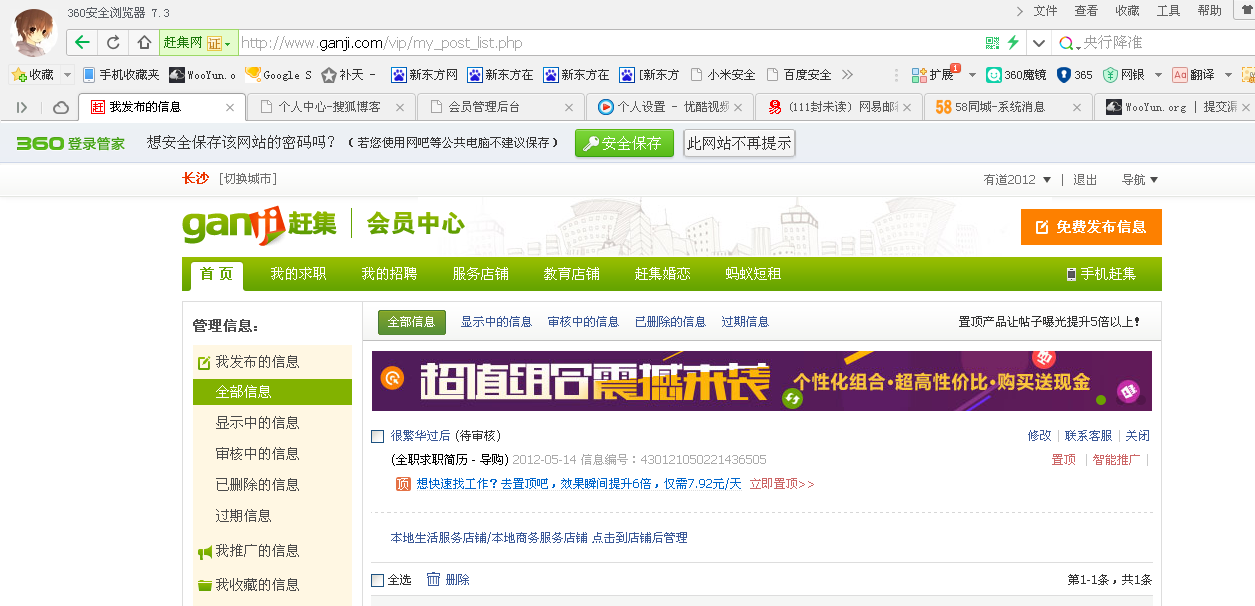 360安全浏览器 7.3
文件 查看 收藏 工具 帮助
赶集网 证 http://www.ganji.com/vip/my_post_list.php 央行降准
收藏 手机收藏夹 WooYun.o Google S 补天 - 新东方网 新东方在 新东方在 [新东方 小米安全 百度安全 扩展 1 360魔镜 365 网银 Aa 翻译
赶 我发布的信息 个人中心-搜狐博客 会员管理后台 个人设置 - 优酷视频 易 (111封未读) 网易邮 58 58同城-系统消息 WooYun.org | 提交
360登录管家 想安全保存该网站的密码吗? (若您使用网吧等公共电脑不建议保存) 安全保存 此网站不再提示
长沙 [切换城市] 有道2012 | 退出 导航
ganji赶集 会员中心 免费发布信息
首页 我的求职 我的招聘 服务店铺 教育店铺 赶集婚恋 蚂蚁短租 手机赶集
管理信息:
我发布的信息
全部信息
显示中的信息
审核中的信息
已删除的信息
过期信息
我推广的信息
我收藏的信息
全部信息 显示中的信息 审核中的信息 已删除的信息 过期信息 置顶产品让帖子曝光提升5倍以上!
超值组合震撼来袭 个性化组合·超高性价比·购买送现金
很繁华过后 (待审核) 修改 | 联系客服 | 关闭
(全职求职简历 - 导购) 2012-05-14 信息编号:430121050221436505 置顶 | 智能推广 |
顶 想快速找工作?去置顶吧,效果瞬间提升6倍,仅需7.92元/天 立即置顶>>
本地生活服务店铺/本地商务服务店铺 点击到店铺后管理
全选 删除 第1-1条,共1条